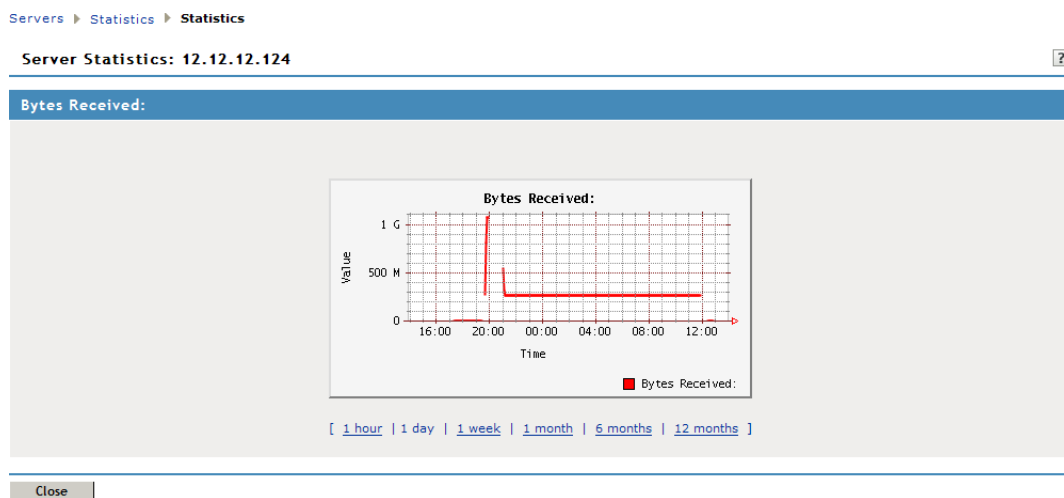 Servers Statistics Statistics
Server Statistics: 12.12.12.124
?
Bytes Received:
Bytes Received:
Value
1 G
500 M
0
16:00 20:00 00:00 04:00 08:00 12:00
Time
Bytes Received:
[ 1 hour | 1 day | 1 week | 1 month | 6 months | 12 months ]
Close